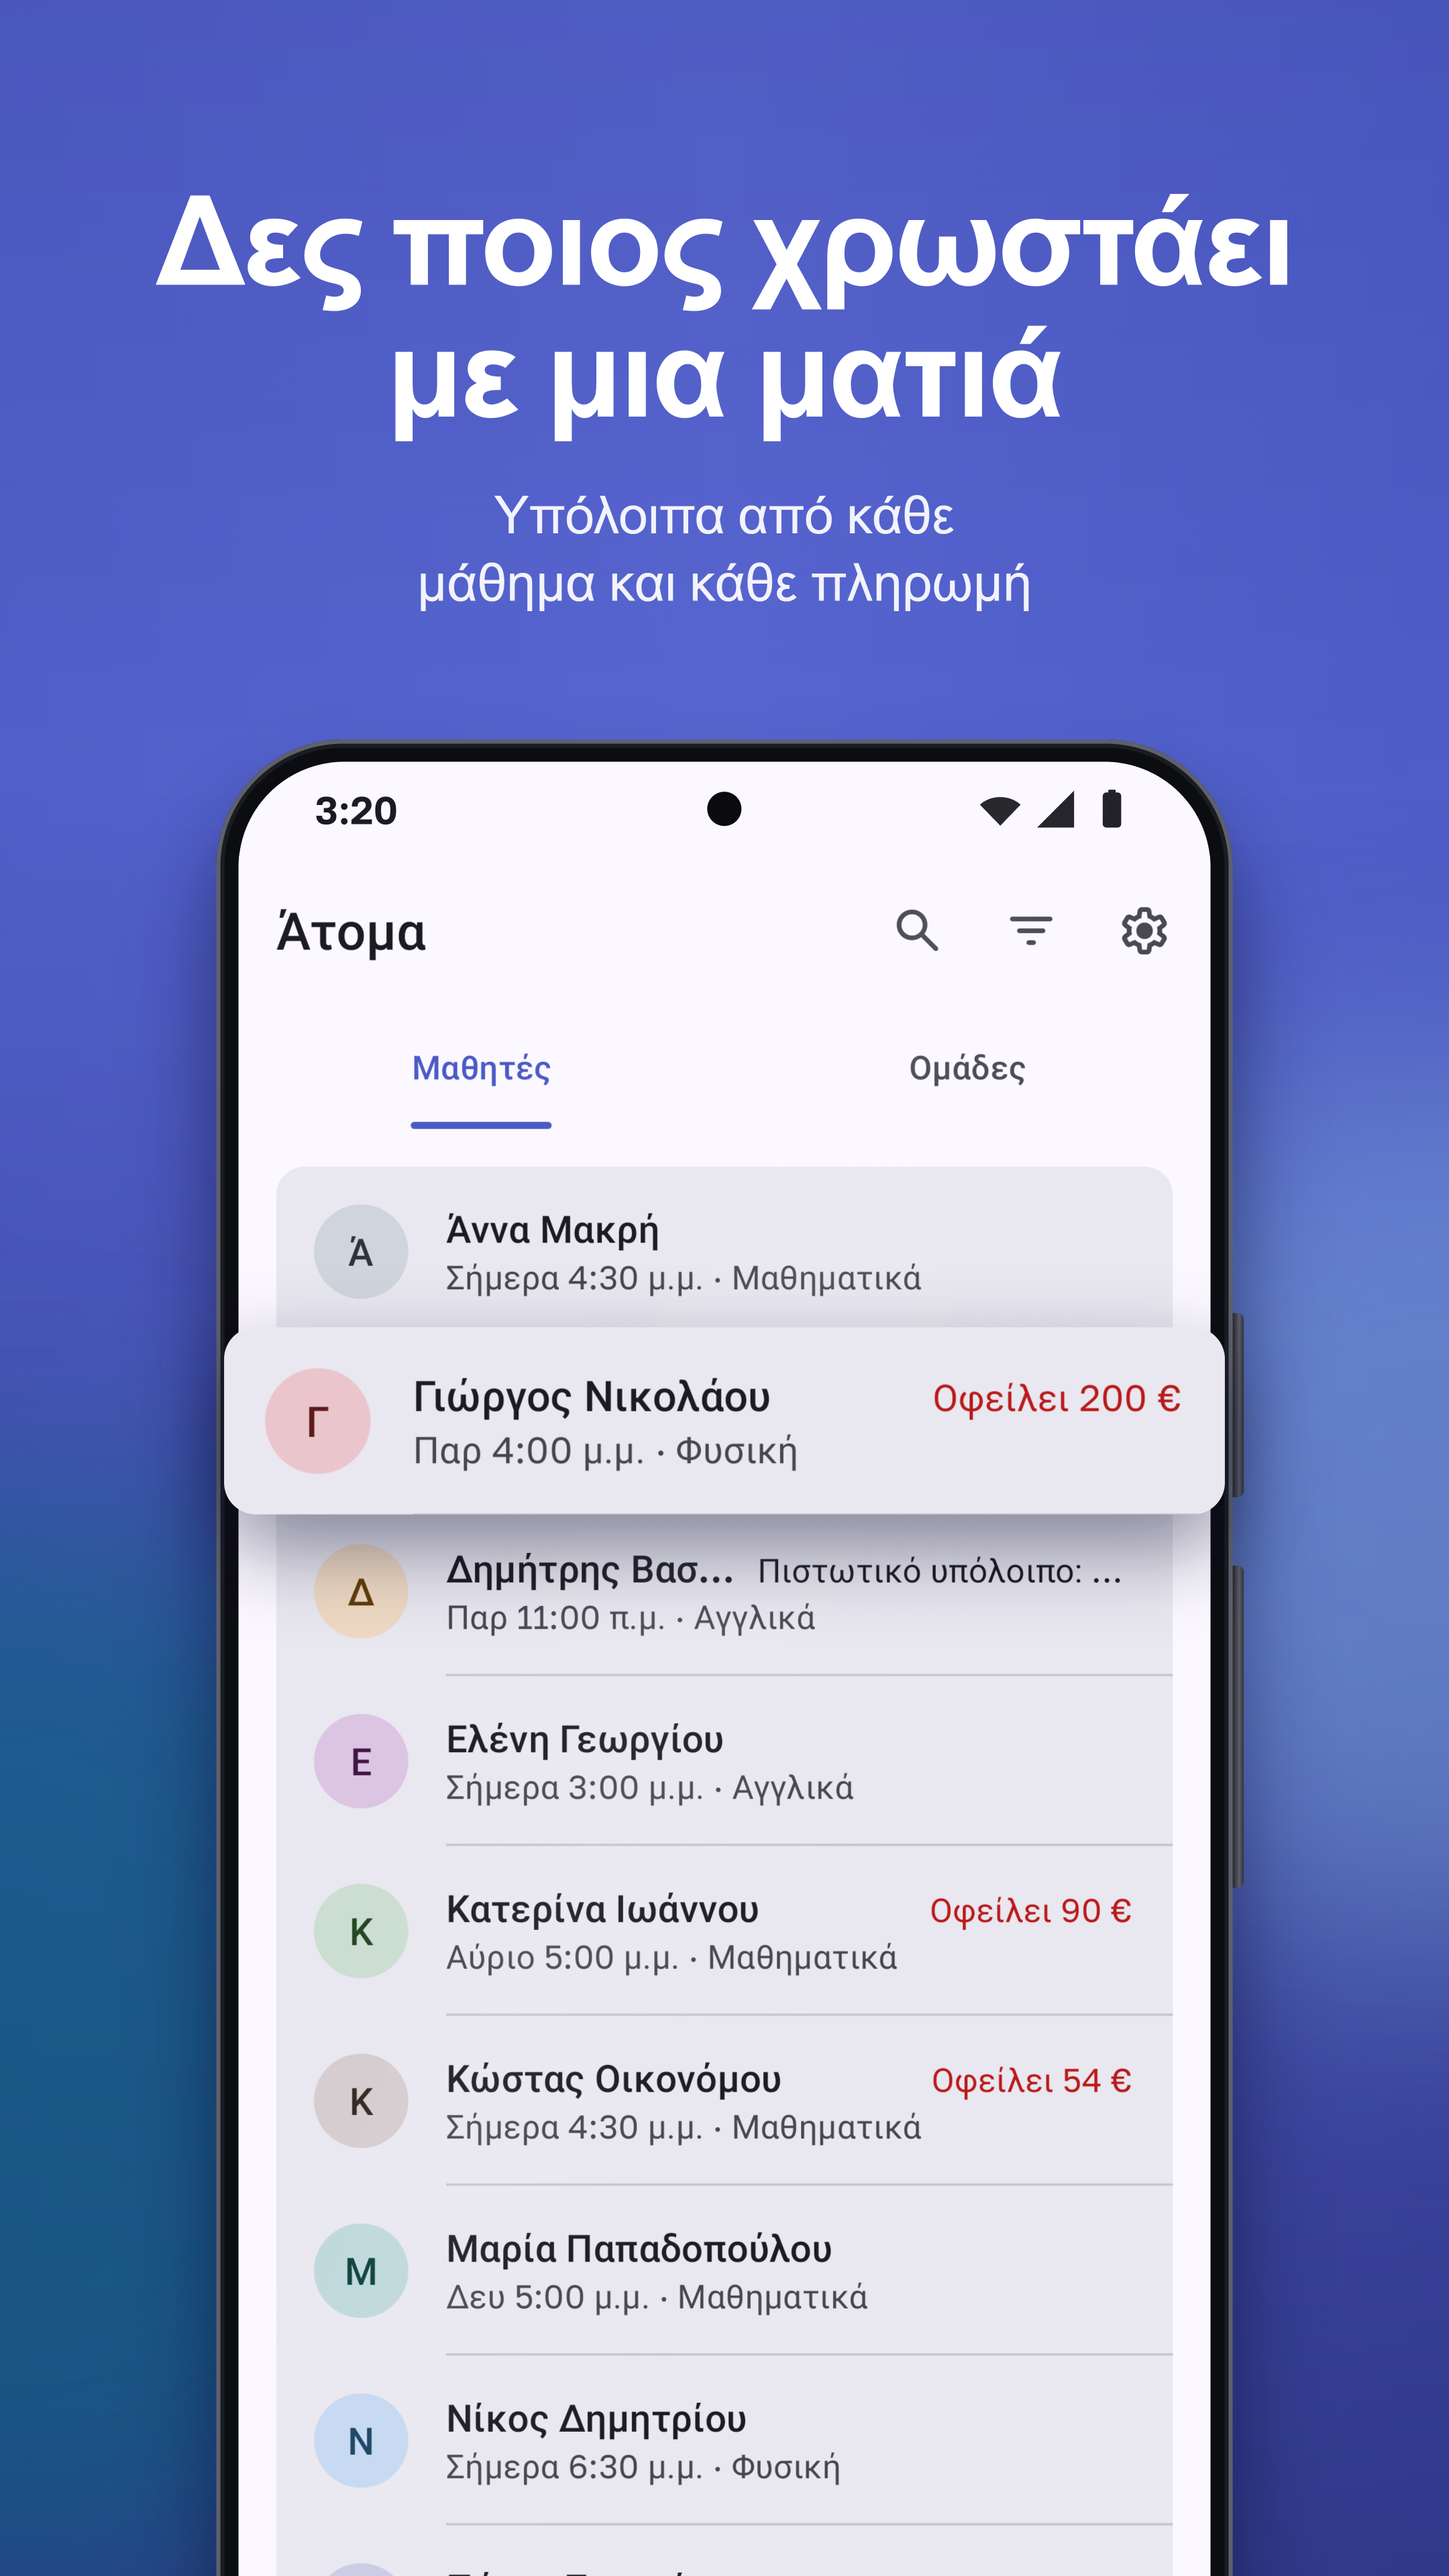 Δες ποιος χρωστάει
με μια ματιά
Υπόλοιπα από κάθε
μάθημα και κάθε πληρωμή
3:20
Άτομα
Μαθητές
Ομάδες
Ά
Άννα Μακρή
Σήμερα 4:30 μ.μ. · Μαθηματικά
Γ
Γιώργος Νικολάου
Οφείλει 200 €
Παρ 4:00 μ.μ. · Φυσική
Δ
Δημήτρης Βασ...
Πιστωτικό υπόλοιπο: ...
Παρ 11:00 π.μ. · Αγγλικά
Ε
Ελένη Γεωργίου
Σήμερα 3:00 μ.μ. · Αγγλικά
Κ
Κατερίνα Ιωάννου
Οφείλει 90 €
Αύριο 5:00 μ.μ. · Μαθηματικά
Κ
Κώστας Οικονόμου
Οφείλει 54 €
Σήμερα 4:30 μ.μ. · Μαθηματικά
Μ
Μαρία Παπαδοπούλου
Δευ 5:00 μ.μ. · Μαθηματικά
Ν
Νίκος Δημητρίου
Σήμερα 6:30 μ.μ. · Φυσική